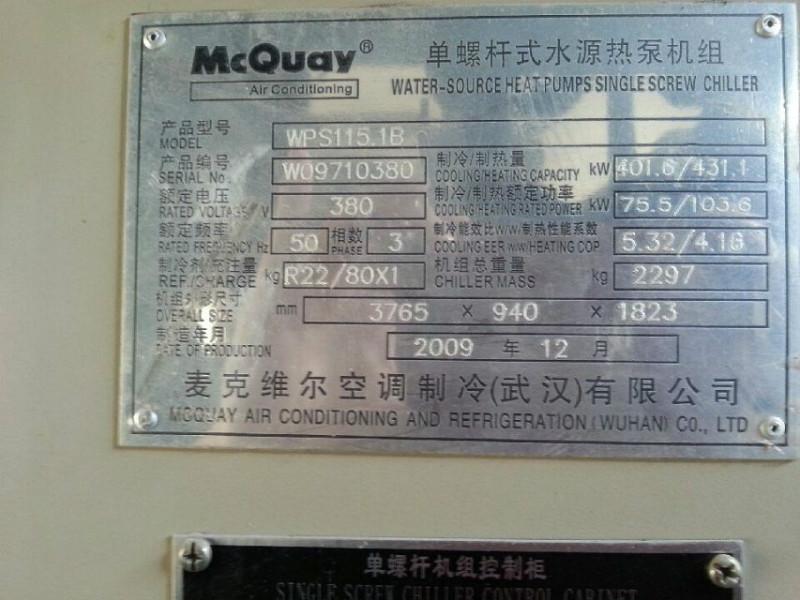 McQuay®
Air Conditioning
单螺杆式水源热泵机组
WATER-SOURCE HEAT PUMPS SINGLE SCREW CHILLER
产品型号
MODEL
WPS115.1B
产品编号
SERIAL No.
W09710380
制冷/制热量
COOLING/HEATING CAPACITY
kW
401.6/431.1
额定电压
RATED VOLTAGE V
380
制冷/制热额定功率
COOLING/HEATING RATED POWER
kW
75.5/103.6
额定频率
RATED FREQUENCY Hz
50
相数
PHASE
3
制冷能效比W/W/制热性能系数
COOLING EER W/W/HEATING COP
5.32/4.16
制冷剂/充注量
REF./CHARGE
kg
R22/80X1
机组总重量
CHILLER MASS
kg
2297
机组外形尺寸
OVERALL SIZE
mm
3765 × 940 × 1823
制造年月
DATE OF PRODUCTION
2009 年 12 月
麦克维尔空调制冷(武汉)有限公司
MCQUAY AIR CONDITIONING AND REFRIGERATION (WUHAN) CO., LTD
单螺杆机组控制柜
SINGLE SCREW CHILLER CONTROL CABINET